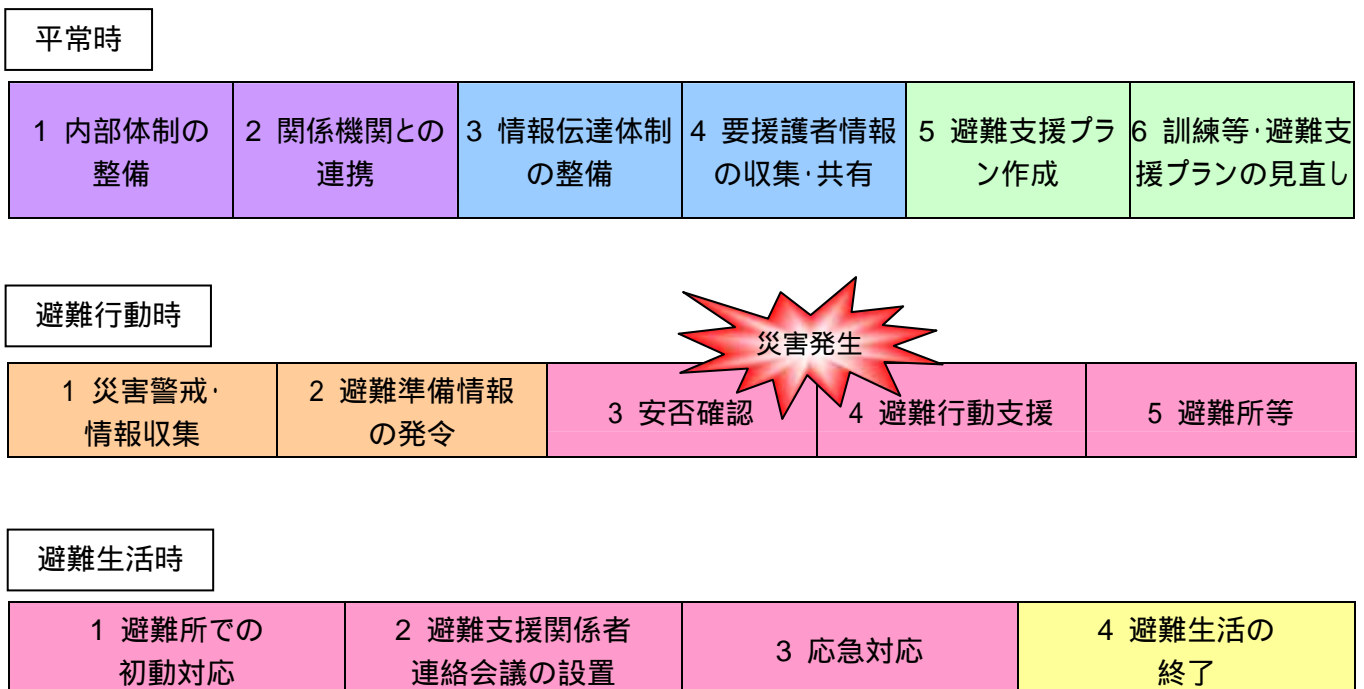 平常時
1 内部体制の
整備
2 関係機関との
連携
3 情報伝達体制
の整備
4 要援護者情報
の収集・共有
5 避難支援プラ
ン作成
6 訓練等・避難支
援プランの見直し
避難行動時
災害発生
1 災害警戒・
情報収集
2 避難準備情報
の発令
3 安否確認
4 避難行動支援
5 避難所等
避難生活時
1 避難所での
初動対応
2 避難支援関係者
連絡会議の設置
3 応急対応
4 避難生活の
終了